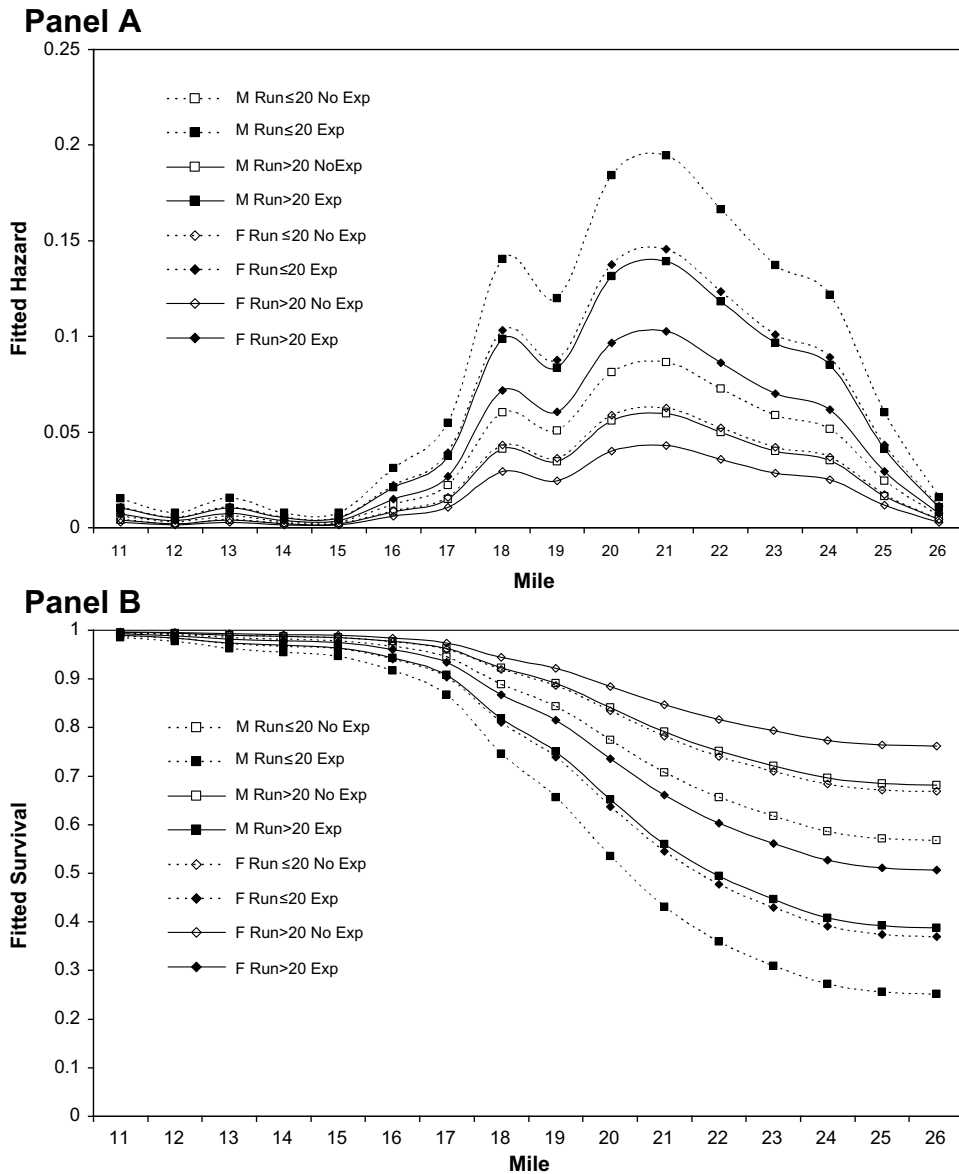 Panel A
0.25
0.2
0.15
0.1
0.05
0
Fitted Hazard
M Run≤20 No Exp
M Run≤20 Exp
M Run>20 NoExp
M Run>20 Exp
F Run≤20 No Exp
F Run≤20 Exp
F Run>20 No Exp
F Run>20 Exp
11 12 13 14 15 16 17 18 19 20 21 22 23 24 25 26
Mile
Panel B
1
0.9
0.8
0.7
0.6
0.5
0.4
0.3
0.2
0.1
0
Fitted Survival
M Run≤20 No Exp
M Run≤20 Exp
M Run>20 No Exp
M Run>20 Exp
F Run≤20 No Exp
F Run≤20 Exp
F Run>20 No Exp
F Run>20 Exp
11 12 13 14 15 16 17 18 19 20 21 22 23 24 25 26
Mile